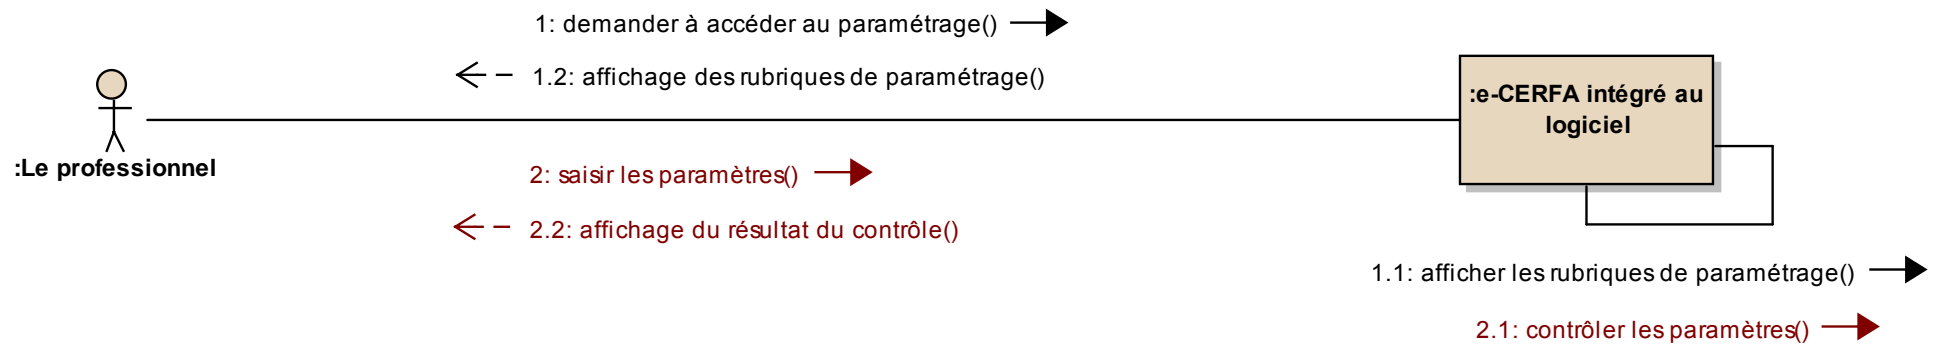 1: demander à accéder au paramétrage()
1.2: affichage des rubriques de paramétrage()
:e-CERFA intégré au
logiciel
:Le professionnel
2: saisir les paramètres()
2.2: affichage du résultat du contrôle()
1.1: afficher les rubriques de paramétrage()
2.1: contrôler les paramètres()